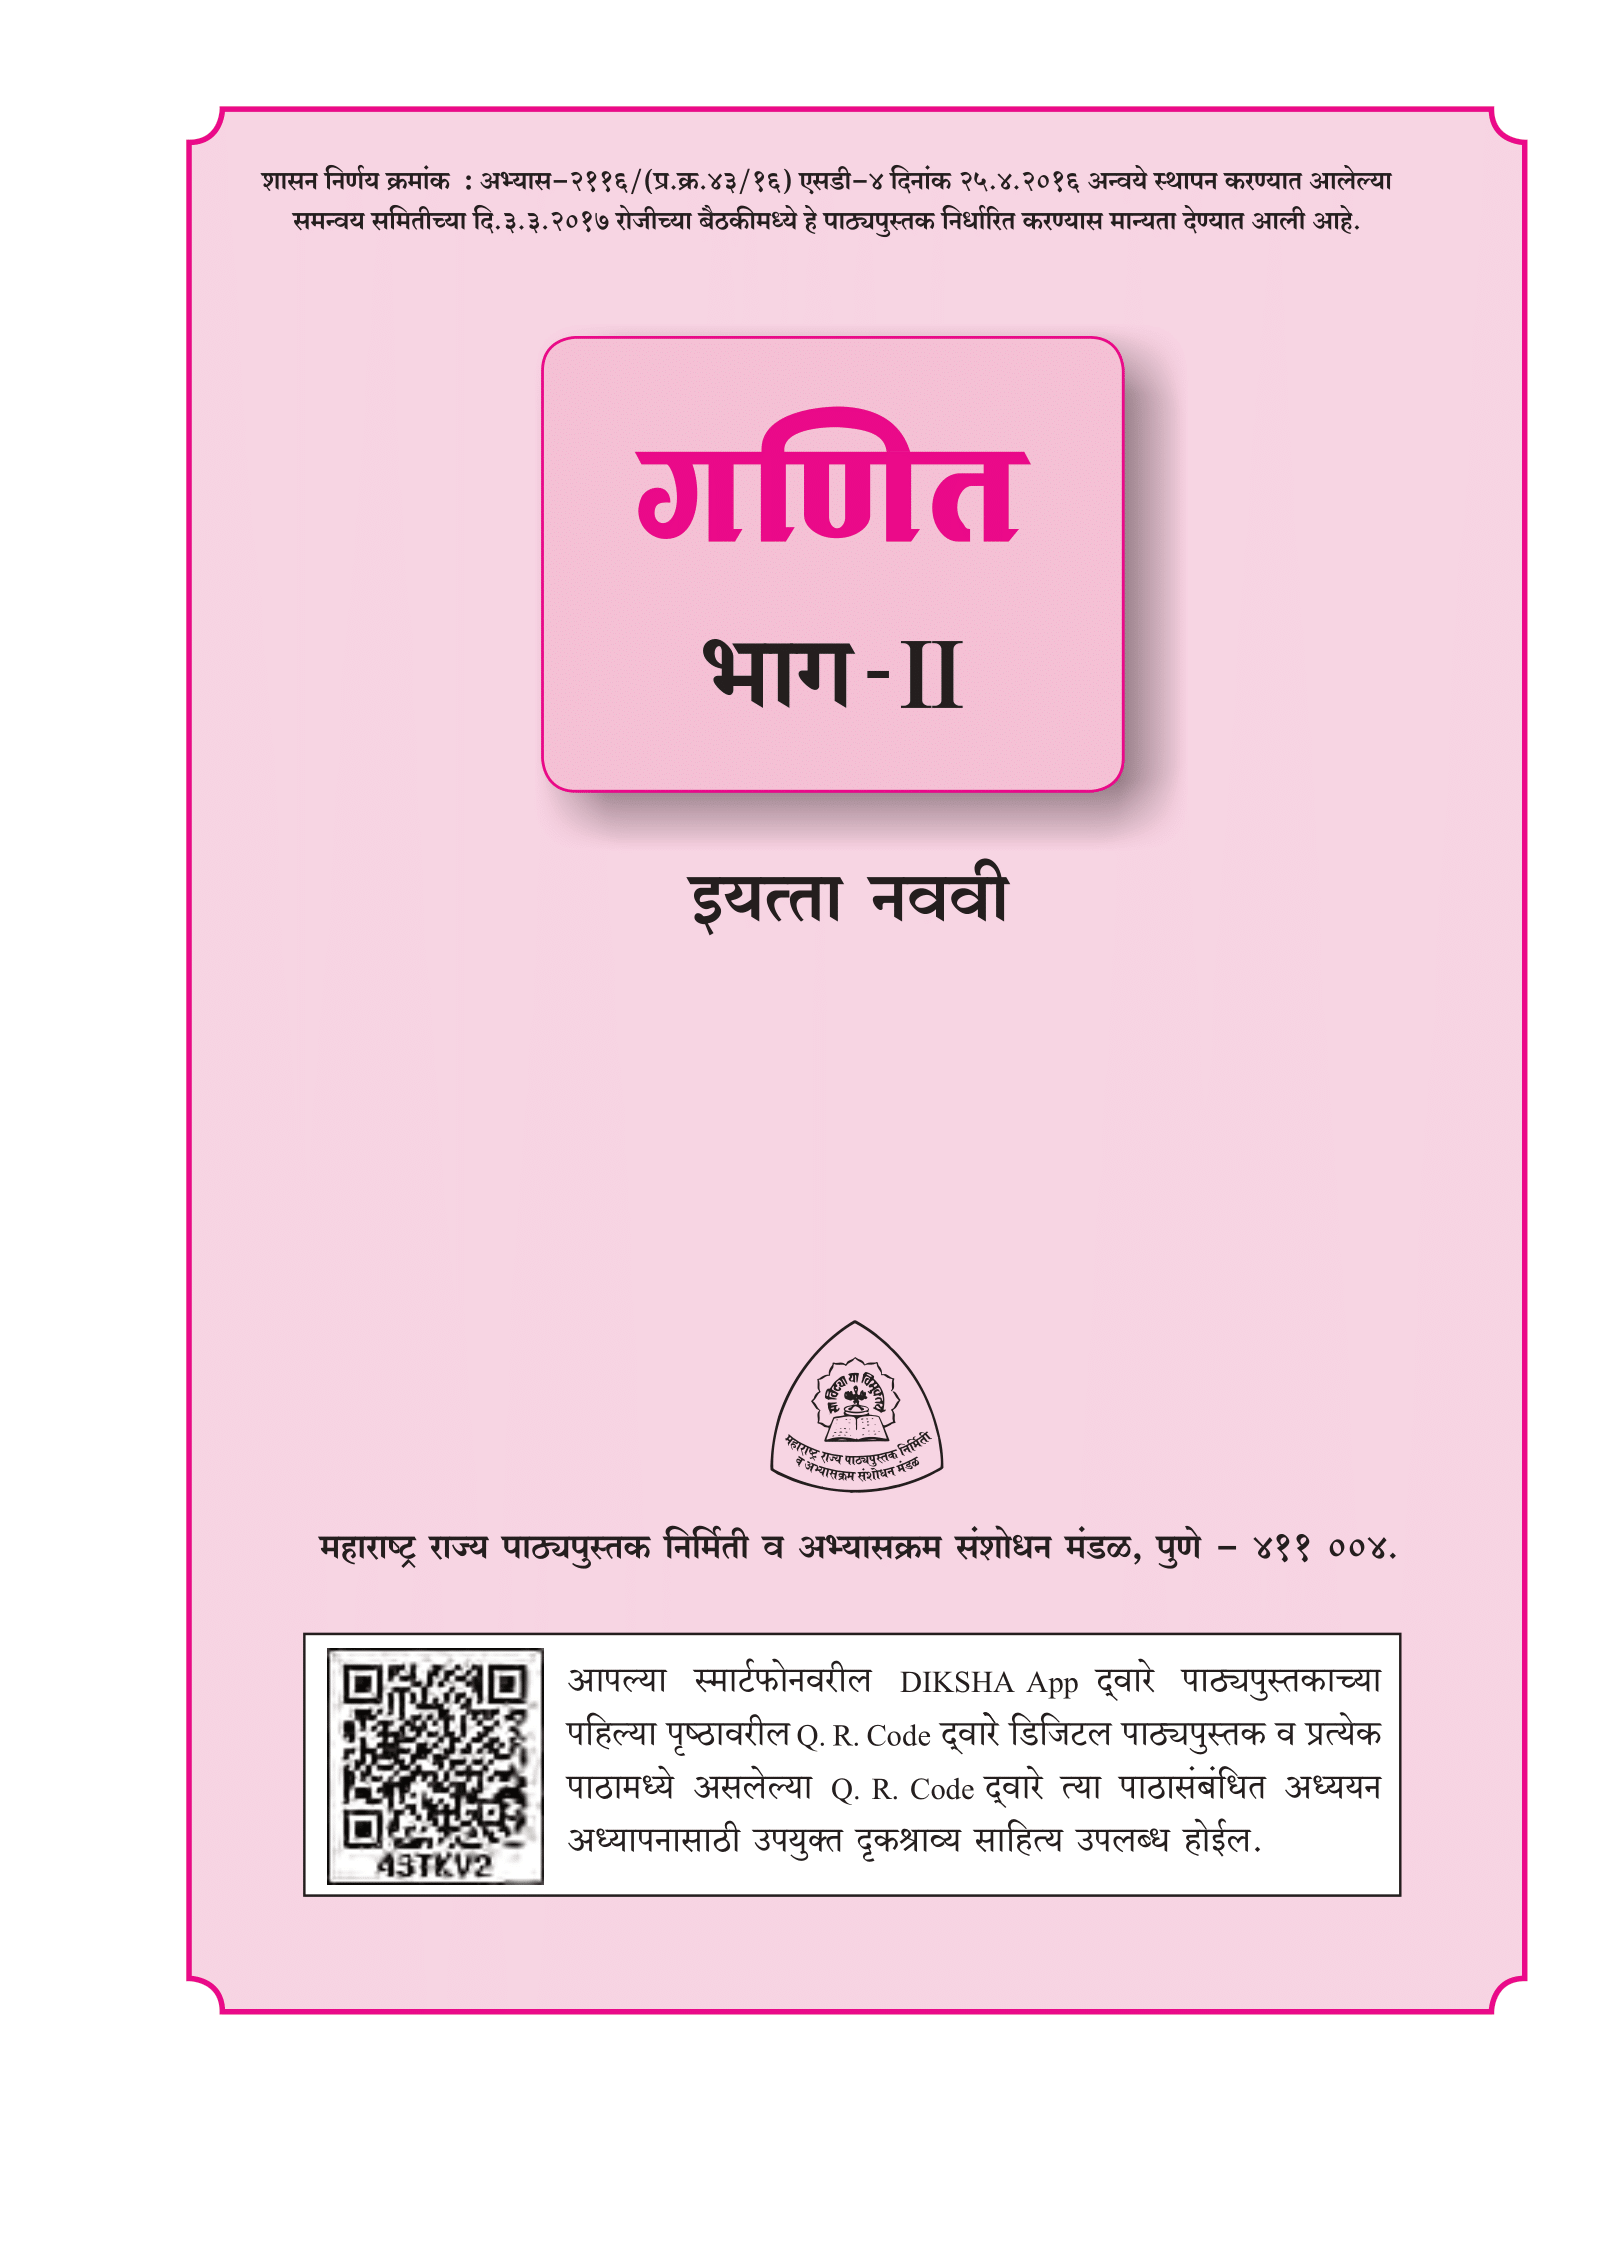 शासन निर्णय क्रमांक : अभ्यास-२११६/(प्र.क्र.४३/१६) एसडी-४ दिनांक २५.४.२०१६ अन्वये स्थापन करण्यात आलेल्या
समन्वय समितीच्या दि.३.३.२०१७ रोजीच्या बैठकीमध्ये हे पाठ्यपुस्तक निर्धारित करण्यास मान्यता देण्यात आली आहे.
गणित
भाग -II
इयत्ता नववी
सा विद्या या विमुक्तये
महाराष्ट्र राज्य पाठ्यपुस्तक निर्मिती
व अभ्यासक्रम संशोधन मंडळ
महाराष्ट्र राज्य पाठ्यपुस्तक निर्मिती व अभ्यासक्रम संशोधन मंडळ, पुणे - ४११ ००४.
आपल्या स्मार्टफोनवरील DIKSHA App द्‌वारे पाठ्यपुस्तकाच्या
पहिल्या पृष्ठावरील Q. R. Code द्‌वारे डिजिटल पाठ्यपुस्तक व प्रत्येक
पाठामध्ये असलेल्या Q. R. Code द्‌वारे त्या पाठासंबंधित अध्ययन
अध्यापनासाठी उपयुक्त दृकश्राव्य साहित्य उपलब्ध होईल.